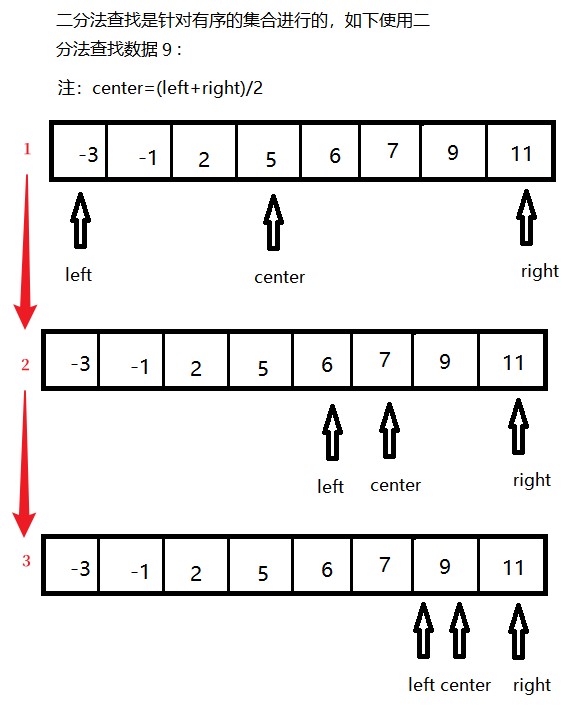 二分法查找是针对有序的集合进行的，如下使用二
分法查找数据9：
注：center=(left+right)/2
1 -3 -1 2 5 6 7 9 11
left center right
2 -3 -1 2 5 6 7 9 11
left center right
3 -3 -1 2 5 6 7 9 11
left center right